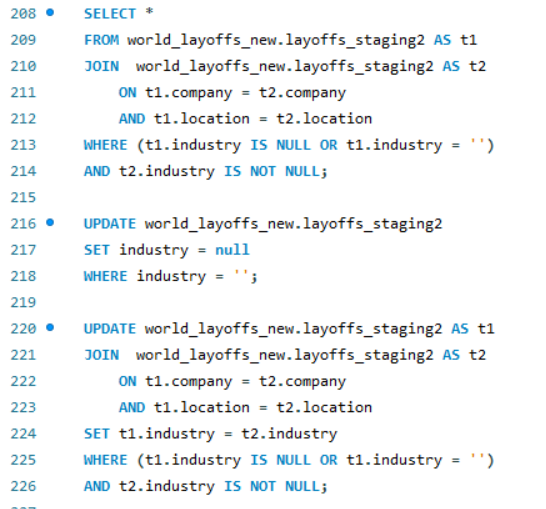 208 SELECT *
209 FROM world_layoffs_new.layoffs_staging2 AS t1
210 JOIN  world_layoffs_new.layoffs_staging2 AS t2
211     ON t1.company = t2.company
212     AND t1.location = t2.location
213 WHERE (t1.industry IS NULL OR t1.industry = '')
214 AND t2.industry IS NOT NULL;
215
216 UPDATE world_layoffs_new.layoffs_staging2
217 SET industry = null
218 WHERE industry = '';
219
220 UPDATE world_layoffs_new.layoffs_staging2 AS t1
221 JOIN  world_layoffs_new.layoffs_staging2 AS t2
222     ON t1.company = t2.company
223     AND t1.location = t2.location
224 SET t1.industry = t2.industry
225 WHERE (t1.industry IS NULL OR t1.industry = '')
226 AND t2.industry IS NOT NULL;